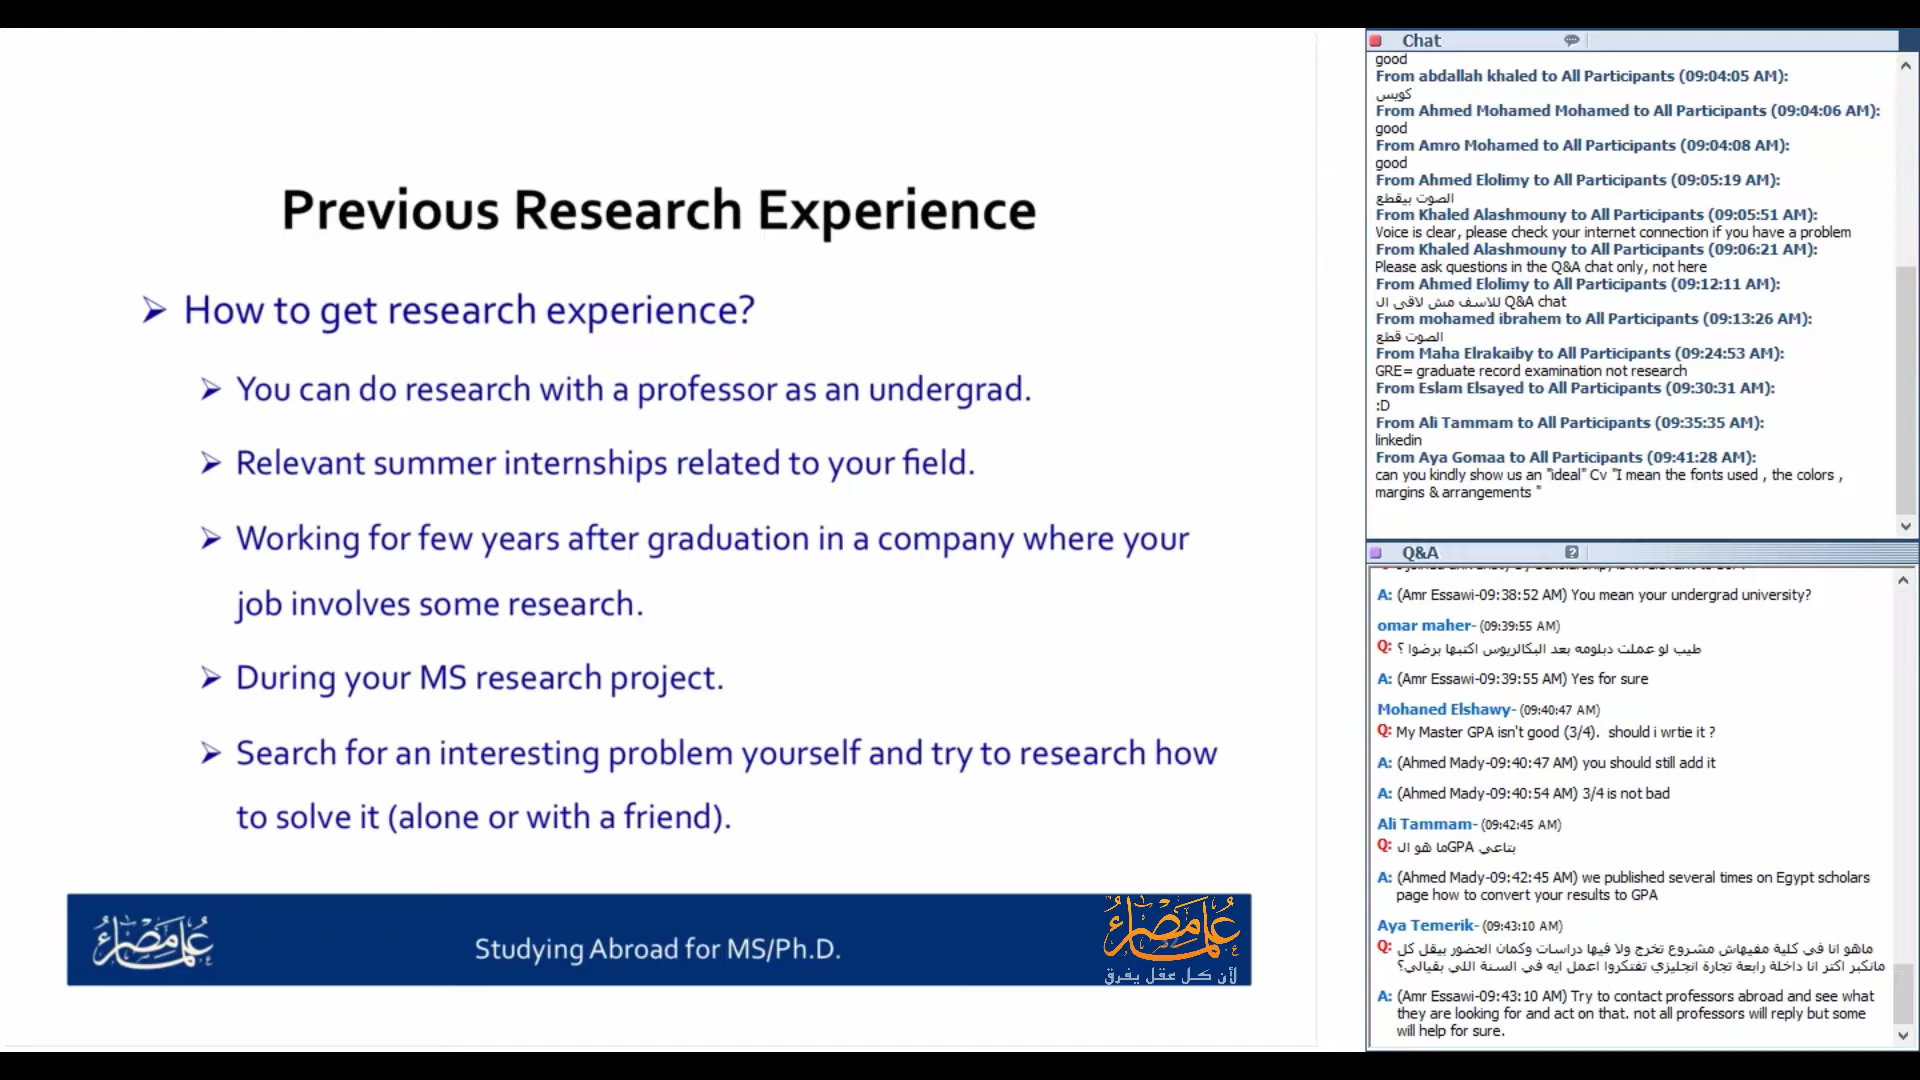 Previous Research Experience
How to get research experience?
You can do research with a professor as an undergrad.
Relevant summer internships related to your field.
Working for few years after graduation in a company where your
job involves some research.
During your MS research project.
Search for an interesting problem yourself and try to research how
to solve it (alone or with a friend).
علماء مصر
Studying Abroad for MS/Ph.D.
علماء مصر
لأن كل عقل يفرق
Chat
good
From abdallah khaled to All Participants (09:04:05 AM):
كويس
From Ahmed Mohamed Mohamed to All Participants (09:04:06 AM):
good
From Amro Mohamed to All Participants (09:04:08 AM):
good
From Ahmed Elolimy to All Participants (09:05:19 AM):
الصوت بيقطع
From Khaled Alashmouny to All Participants (09:05:51 AM):
Voice is clear, please check your internet connection if you have a problem
From Khaled Alashmouny to All Participants (09:06:21 AM):
Please ask questions in the Q&A chat only, not here
From Ahmed Elolimy to All Participants (09:12:11 AM):
للاسف مش لاقى ال Q&A chat
From mohamed ibrahem to All Participants (09:13:26 AM):
الصوت قطع
From Maha Elrakaiby to All Participants (09:24:53 AM):
GRE= graduate record examination not research
From Eslam Elsayed to All Participants (09:30:31 AM):
:D
From Ali Tammam to All Participants (09:35:35 AM):
linkedin
From Aya Gomaa to All Participants (09:41:28 AM):
can you kindly show us an "ideal" Cv "I mean the fonts used , the colors ,
margins & arrangements "
Q&A
A: (Amr Essawi-09:38:52 AM) You mean your undergrad university?
omar maher- (09:39:55 AM)
Q: طيب لو عملت دبلومه بعد البكالريوس اكتبها برضوا ؟
A: (Amr Essawi-09:39:55 AM) Yes for sure
Mohaned Elshawy- (09:40:47 AM)
Q: My Master GPA isn't good (3/4). should i wrtie it ?
A: (Ahmed Mady-09:40:47 AM) you should still add it
A: (Ahmed Mady-09:40:54 AM) 3/4 is not bad
Ali Tammam- (09:42:45 AM)
Q: ما هو ال GPA بتاعي
A: (Ahmed Mady-09:42:45 AM) we published several times on Egypt scholars
page how to convert your results to GPA
Aya Temerik- (09:43:10 AM)
Q: ماهو انا في كلية مفيهاش مشروع تخرج ولا فيها دراسات وكمان الحضور بيقل كل
مانكبر اكتر انا داخلة رابعة تجارة انجليزي تفتكروا اعمل ايه في السنة اللي بقيالي؟
A: (Amr Essawi-09:43:10 AM) Try to contact professors abroad and see what
they are looking for and act on that. not all professors will reply but some
will help for sure.